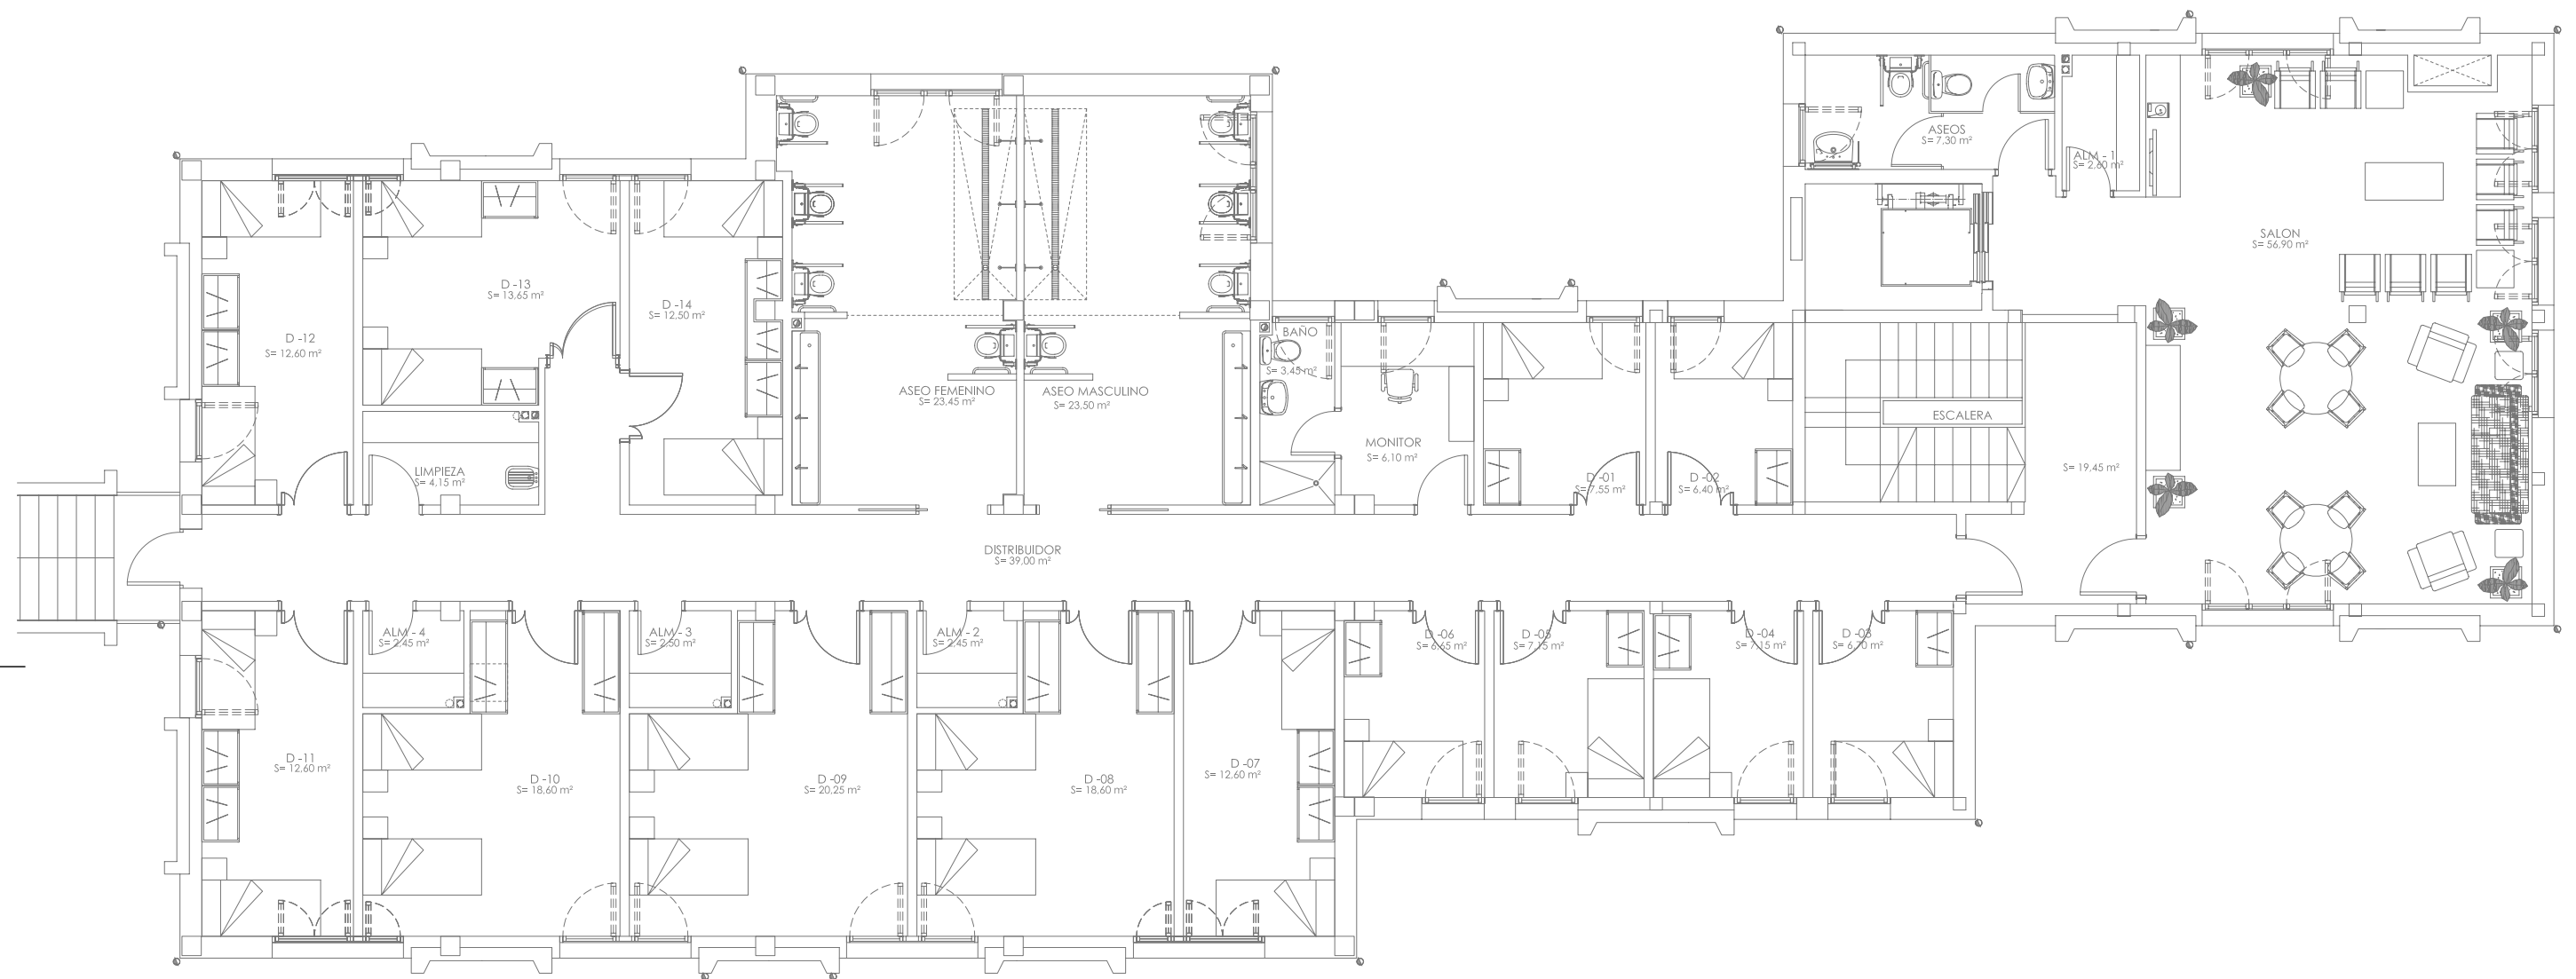 ASEOS
S= 7,30 m²
ALM - 1
S= 2,60 m²
SALON
S= 56,90 m²
D -13
S= 13,65 m²
D -14
S= 12,50 m²
D -12
S= 12,60 m²
BAÑO
S= 3,45 m²
ASEO FEMENINO
S= 23,45 m²
ASEO MASCULINO
S= 23,50 m²
ESCALERA
MONITOR
S= 6,10 m²
LIMPIEZA
S= 4,15 m²
D -01
S= 7,55 m²
D -02
S= 6,40 m²
S= 19,45 m²
DISTRIBUIDOR
S= 39,00 m²
ALM - 4
S= 2,45 m²
ALM - 3
S= 2,50 m²
ALM - 2
S= 2,45 m²
D -06
S= 6,65 m²
D -05
S= 7,15 m²
D -04
S= 7,15 m²
D -03
S= 6,70 m²
D -11
S= 12,60 m²
D -10
S= 18,60 m²
D -09
S= 20,25 m²
D -08
S= 18,60 m²
D -07
S= 12,60 m²